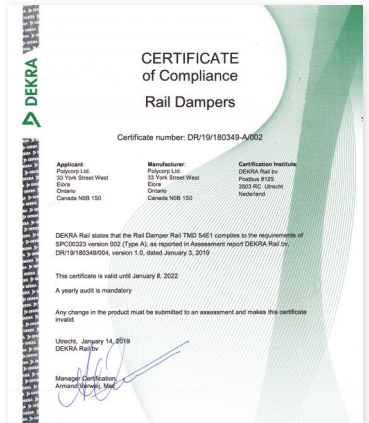 DEKRA
CERTIFICATE
of Compliance
Rail Dampers
Certificate number: DR/19/180349-A/002
Applicant:
Polycorp Ltd.
33 York Street West
Elora
Ontario
Canada N0B 1S0
Manufacturer:
Polycorp Ltd.
33 York Street West
Elora
Ontario
Canada N0B 1S0
Certification Institute
DEKRA Rail bv
Postbus 8125
3503 RC Utrecht
Nederland
DEKRA Rail states that the Rail Damper Rail TMD 54E1 complies to the requirements of
SPC00323 version 002 (Type A), as reported in Assessment report DEKRA Rail bv,
DR/19/180349/004, version 1.0, dated January 3, 2019
This certificate is valid until January 8, 2022
A yearly audit is mandatory
Any change in the product must be submitted to an assessment and makes this certificate
invalid.
Utrecht, January 14, 2019
DEKRA Rail bv
Manager Certification
Armand Verweij, Msc